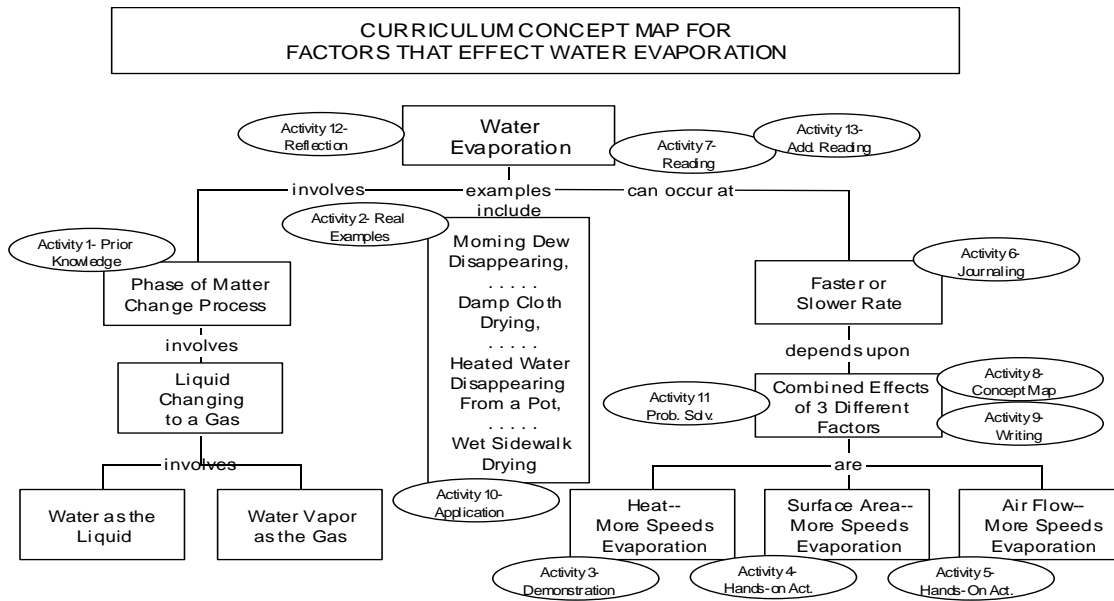 CURRICULUM CONCEPT MAP FOR
FACTORS THAT EFFECT WATER EVAPORATION
Activity 12-
Reflection
Water
Evaporation
Activity 7-
Reading
Activity 13-
Add. Reading
involves
examples
include
can occur at
Activity 1- Prior
Knowledge
Phase of Matter
Change Process
involves
Liquid
Changing
to a Gas
involves
Water as the
Liquid
Water Vapor
as the Gas
Activity 2- Real
Examples
Morning Dew
Disappearing,
. . . . .
Damp Cloth
Drying,
. . . . .
Heated Water
Disappearing
From a Pot,
. . . . .
Wet Sidewalk
Drying
Activity 10-
Application
Activity 6-
Journaling
Faster or
Slower Rate
depends upon
Activity 11
Prob. Solv.
Combined Effects
of 3 Different
Factors
Activity 8-
Concept Map
Activity 9-
Writing
are
Heat--
More Speeds
Evaporation
Surface Area--
More Speeds
Evaporation
Air Flow--
More Speeds
Evaporation
Activity 3-
Demonstration
Activity 4-
Hands-on Act.
Activity 5-
Hands-On Act.